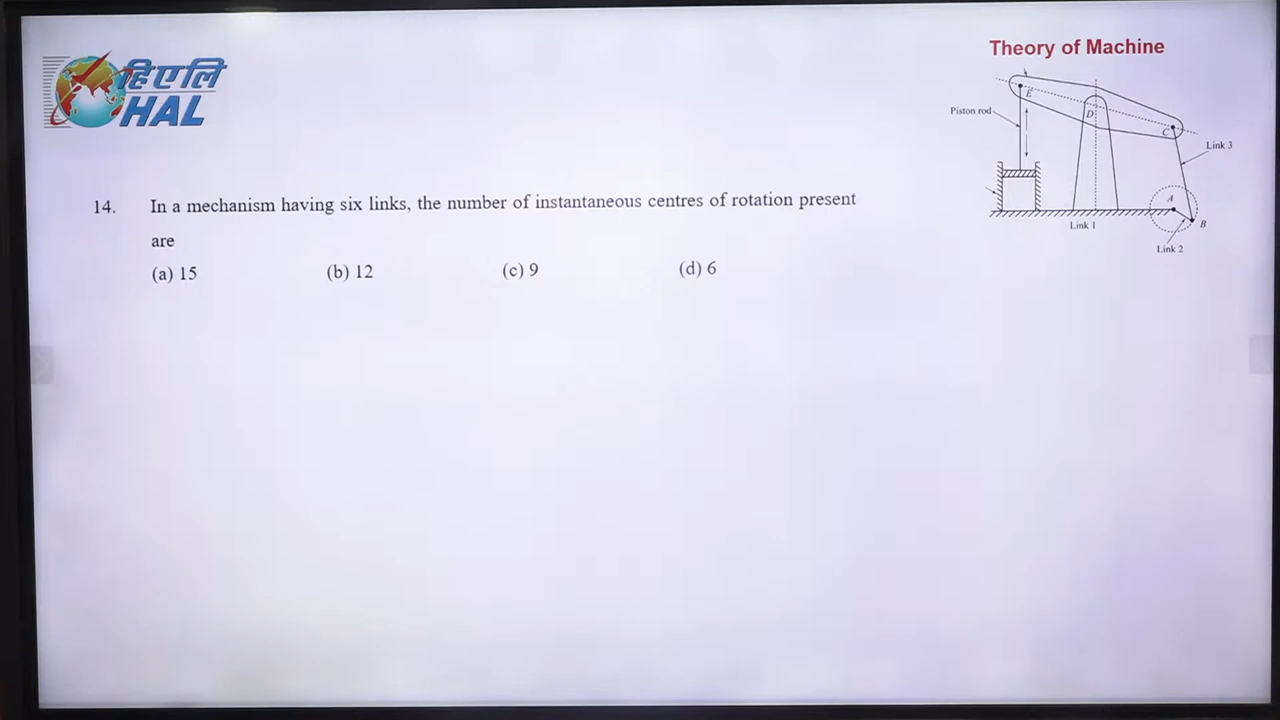 हिएलि
HAL
Theory of Machine
E
Piston rod
D
C
Link 3
A
B
Link 1
Link 2
14. In a mechanism having six links, the number of instantaneous centres of rotation present
are
(a) 15 (b) 12 (c) 9 (d) 6